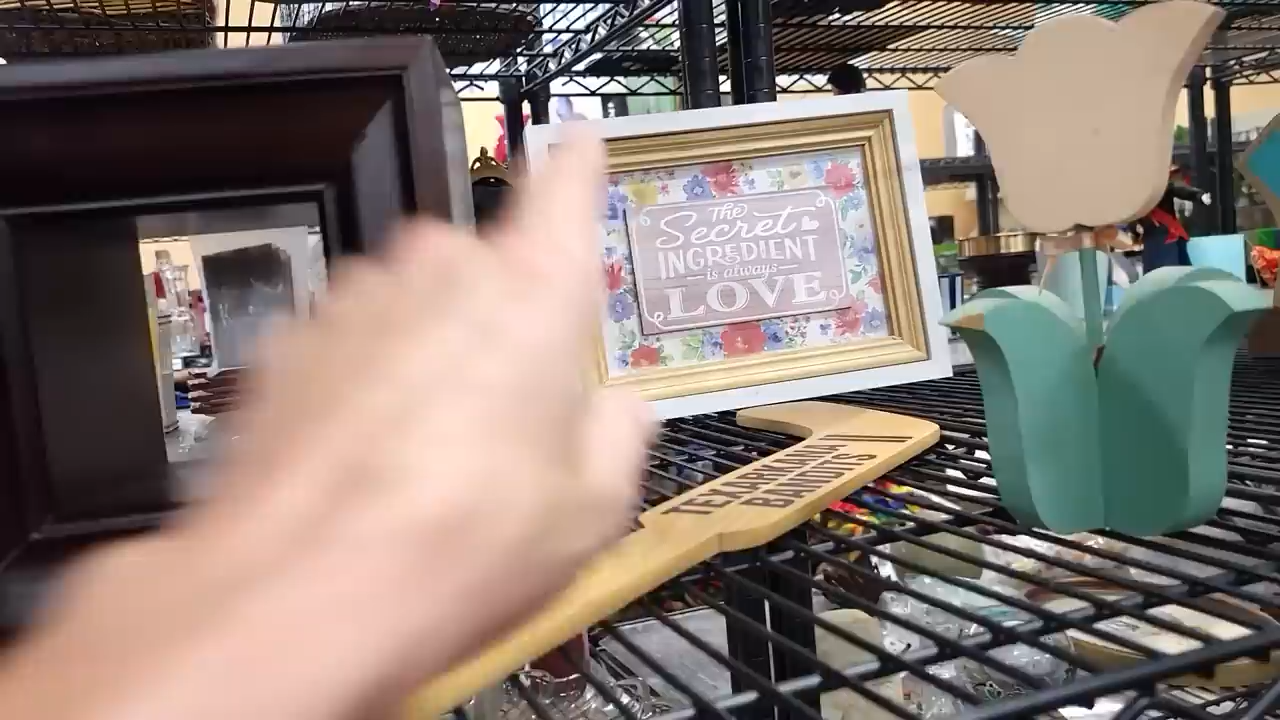 The
Secret
INGREDIENT
is always
LOVE
TEXARKANA
BANDITS